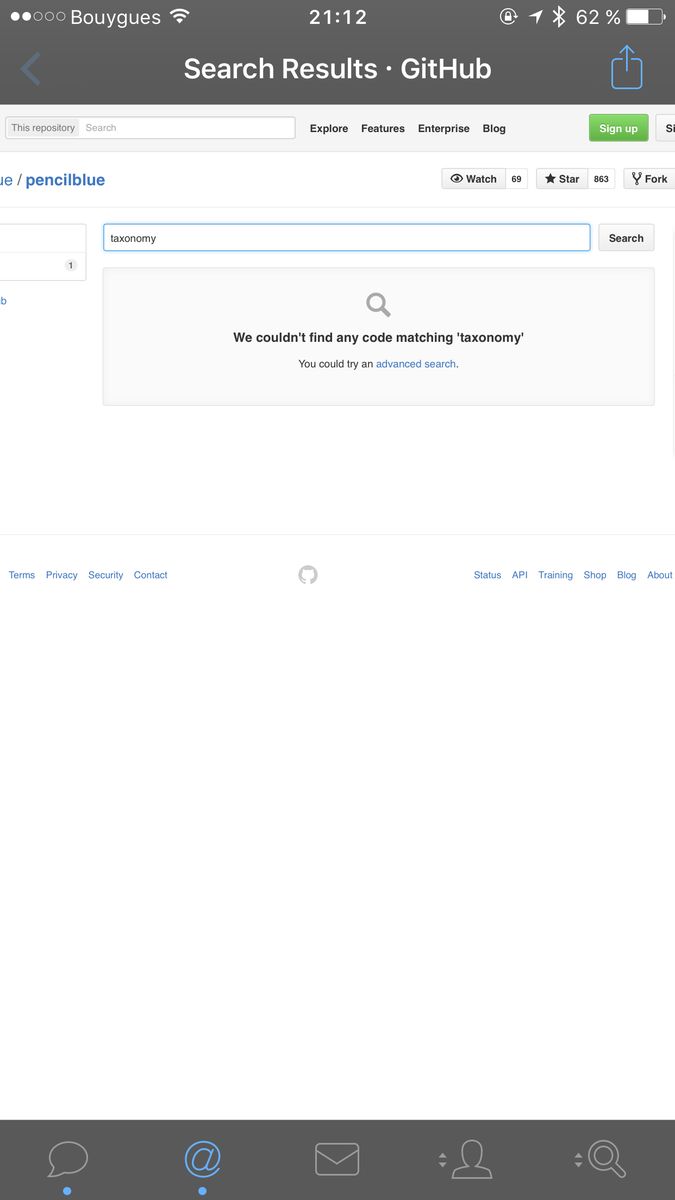 Bouygues 21:12 62 %
Search Results · GitHub
This repository Search Explore Features Enterprise Blog Sign up Si
ue / pencilblue Watch 69 Star 863 Fork
taxonomy Search
1
b
We couldn't find any code matching 'taxonomy'
You could try an advanced search.
Terms Privacy Security Contact Status API Training Shop Blog About
@